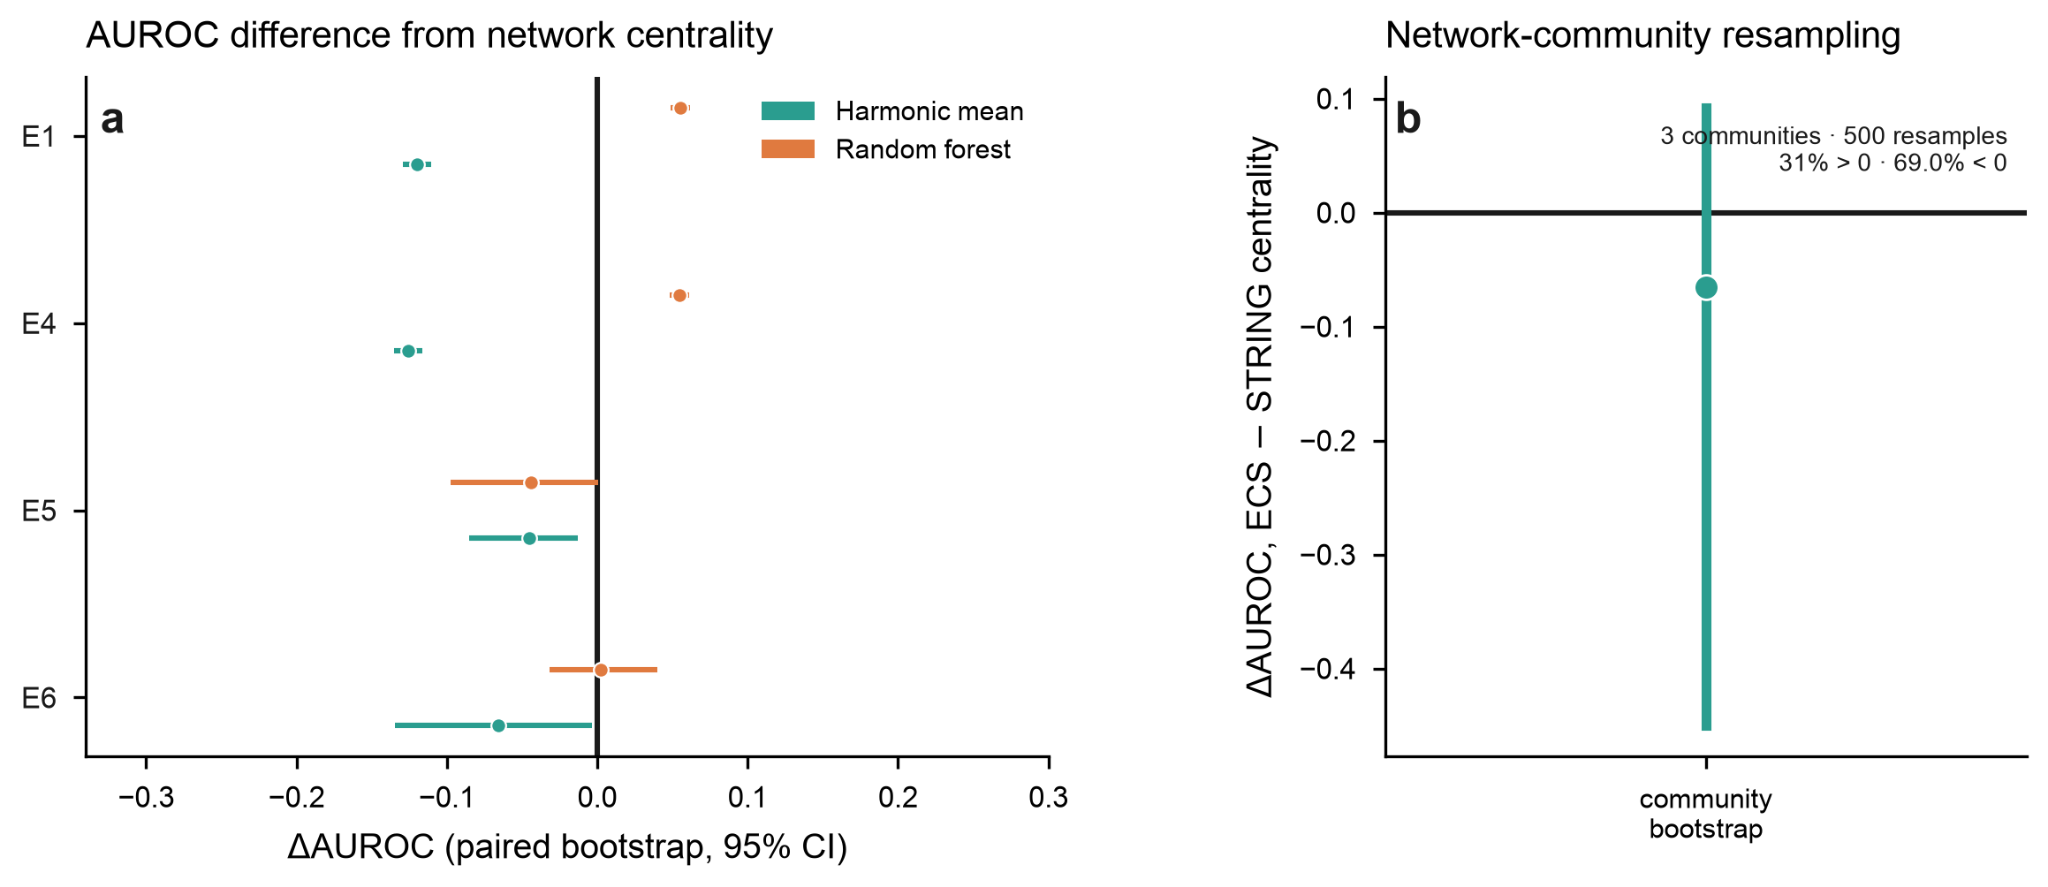 AUROC difference from network centrality
a
Harmonic mean
Random forest
E1
E4
E5
E6
−0.3
−0.2
−0.1
0.0
0.1
0.2
0.3
ΔAUROC (paired bootstrap, 95% CI)
Network-community resampling
b
3 communities · 500 resamples
31% > 0 · 69.0% < 0
ΔAUROC, ECS − STRING centrality
0.1
0.0
−0.1
−0.2
−0.3
−0.4
community
bootstrap